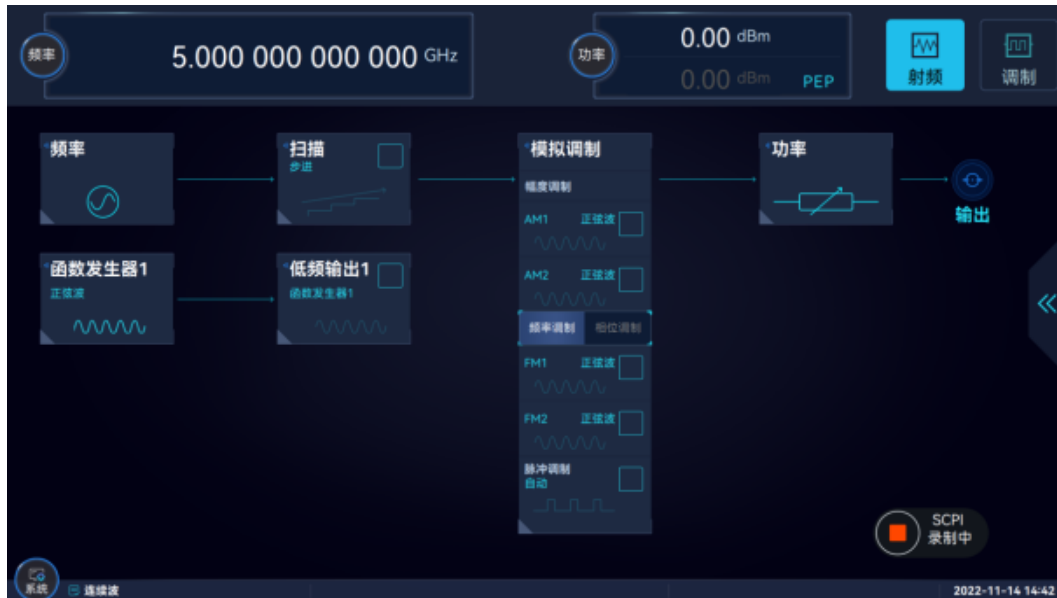 频率
5.000 000 000 000 GHz
功率
0.00 dBm
0.00 dBm
PEP
射频
调制
频率
扫描
步进
模拟调制
幅度调制
AM1 正弦波
AM2 正弦波
频率调制 相位调制
FM1 正弦波
FM2 正弦波
脉冲调制
自动
功率
输出
函数发生器1
正弦波
低频输出1
函数发生器1
SCPI
录制中
系统
连续波
2022-11-14 14:42